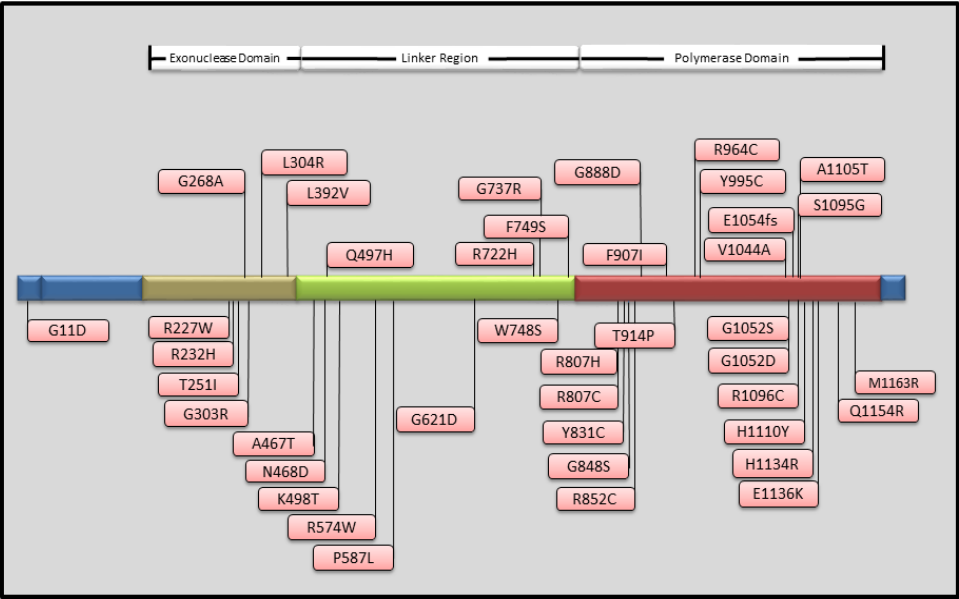 Exonuclease Domain Linker Region Polymerase Domain
R964C
L304R
A1105T
G888D
G268A
Y995C
G737R
L392V
S1095G
E1054fs
F749S
V1044A
Q497H
R722H
F907I
G11D
R227W
W748S
T914P
G1052S
R232H
R807H
G1052D
T251I
M1163R
R807C
R1096C
G303R
Q1154R
G621D
Y831C
H1110Y
A467T
G848S
H1134R
N468D
E1136K
K498T
R852C
R574W
P587L